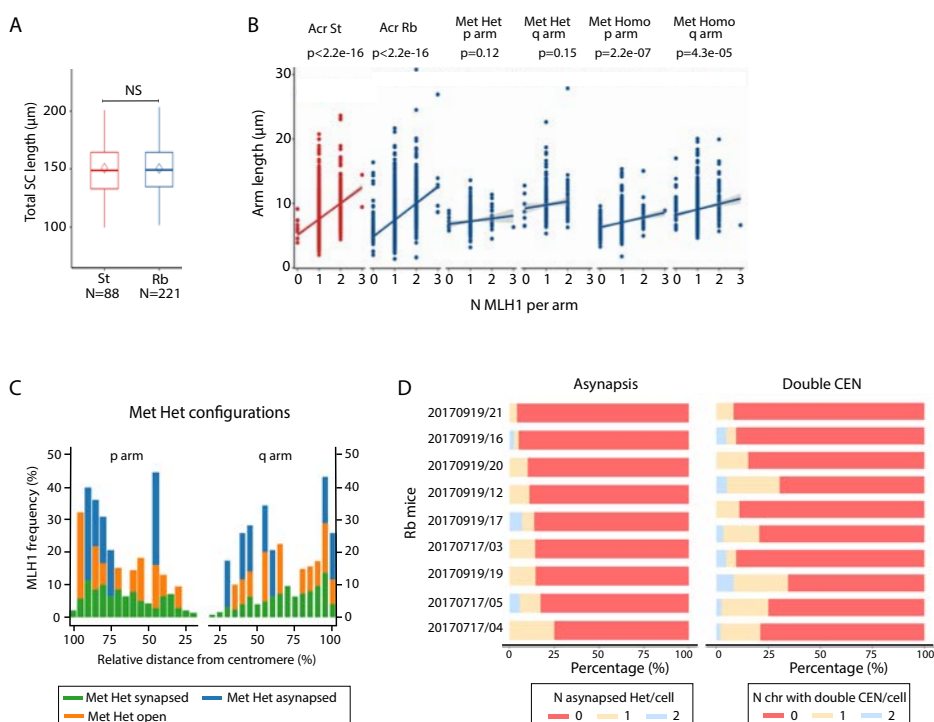 A
NS
Total SC length (µm)
200
150
100
St
N=88
Rb
N=221
B
Acr St
p<2.2e-16
Acr Rb
p<2.2e-16
Met Het
p arm
p=0.12
Met Het
q arm
p=0.15
Met Homo
p arm
p=2.2e-07
Met Homo
q arm
p=4.3e-05
Arm length (µm)
30
20
10
0
0 1 2 3 0 1 2 3 0 1 2 3 0 1 2 3 0 1 2 3 0 1 2 3
N MLH1 per arm
C
Met Het configurations
p arm
q arm
MLH1 frequency (%)
50
40
30
20
10
0
50
40
30
20
10
0
100 75 50 25
25 50 75 100
Relative distance from centromere (%)
Met Het synapsed
Met Het asynapsed
Met Het open
D
Asynapsis
Double CEN
Rb mice
20170919/21
20170919/16
20170919/20
20170919/12
20170919/17
20170717/03
20170919/19
20170717/05
20170717/04
0 25 50 75 100
0 25 50 75 100
Percentage (%)
Percentage (%)
N asynapsed Het/cell
0 1 2
N chr with double CEN/cell
0 1 2